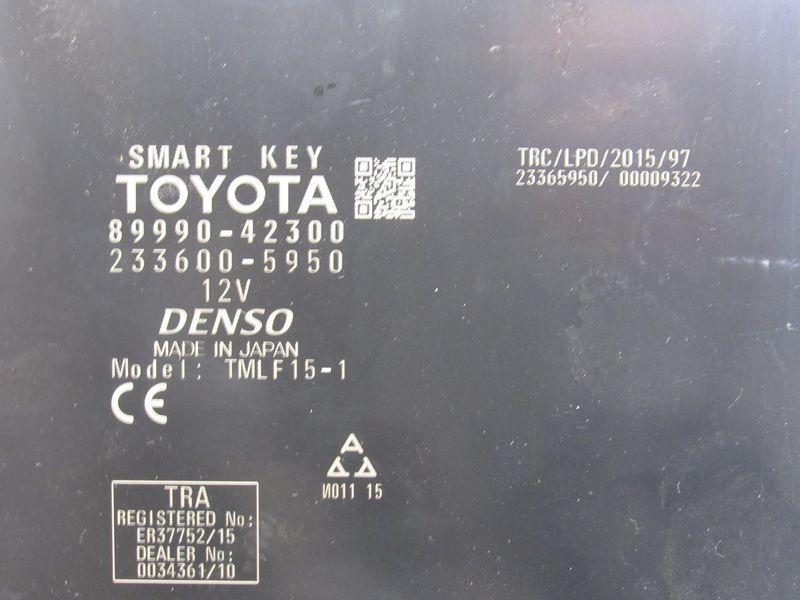 SMART KEY
TOYOTA
89990-42300
233600-5950
12V
DENSO
MADE IN JAPAN
Model: TMLF15-1
CE
TRC/LPD/2015/97
23365950/ 00009322
A
И011 15
TRA
REGISTERED No:
ER37752/15
DEALER No:
0034361/10